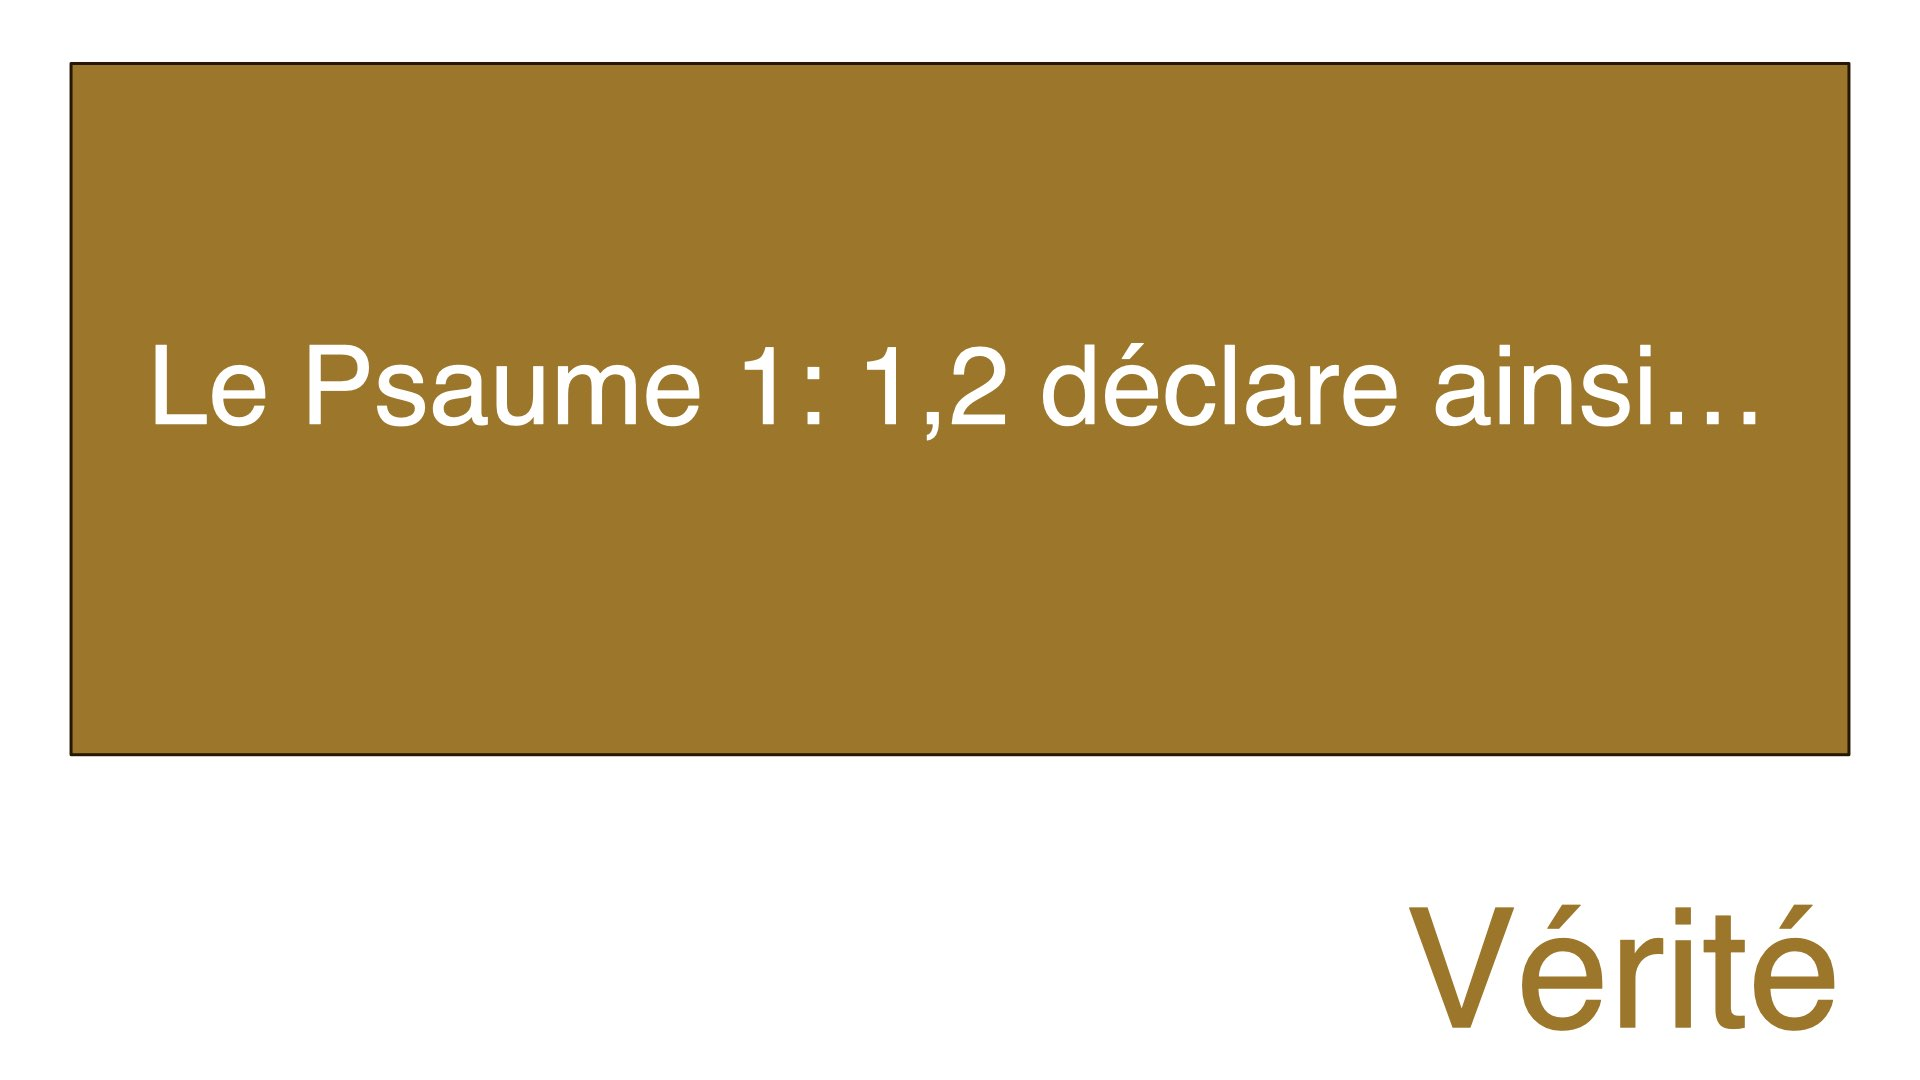 Le Psaume 1: 1,2 déclare ainsi…
Vérité